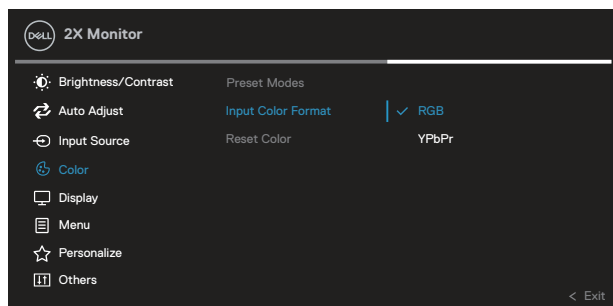 DELL 2X Monitor
Brightness/Contrast Preset Modes
Auto Adjust Input Color Format RGB
Input Source Reset Color YPbPr
Color
Display
Menu
Personalize
Others
< Exit